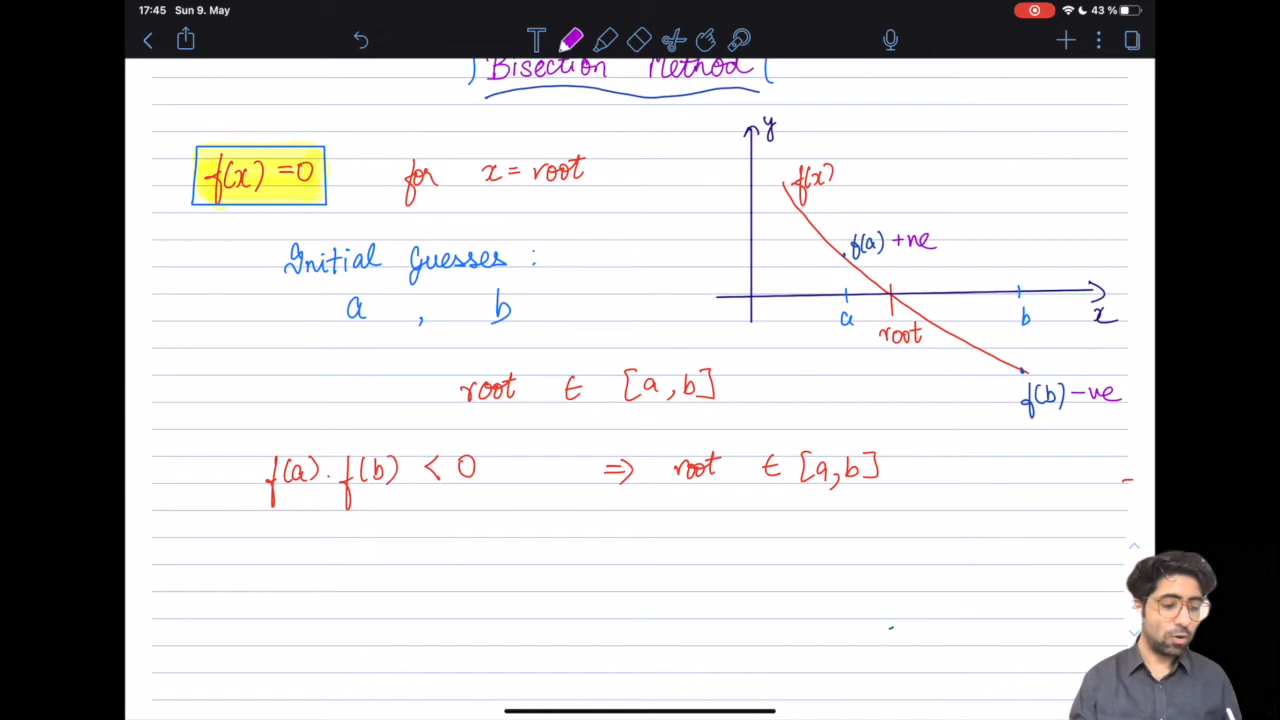 17:45 Sun 9. May 43 %
Bisection Method
f(x) = 0 for x = root
Initial guesses :
a , b
root ∈ [a, b]
f(a) . f(b) < 0 ⇒ root ∈ [a, b]
y
f(x)
f(a) +ve
a
root
b
x
f(b) -ve